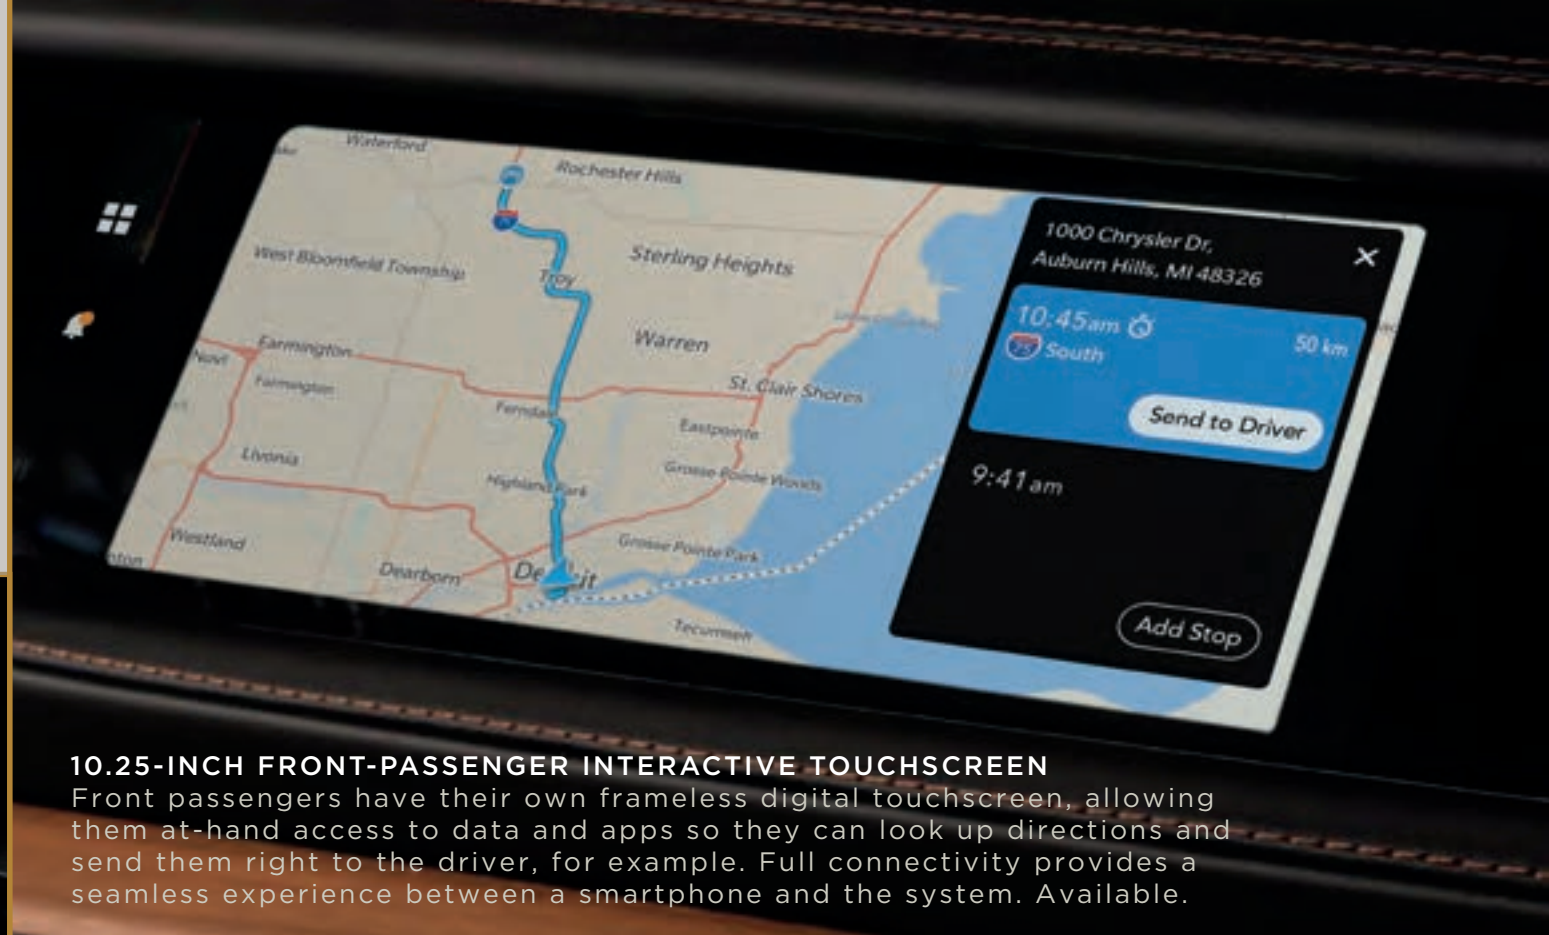 Waterford
Rochester Hills
West Bloomfield Township
Troy
Sterling Heights
Warren
Novi
Farmington
Farmington
St. Clair Shores
Ferndale
Eastpointe
Livonia
Highland Park
Grosse Pointe Woods
Westland
Grosse Pointe Park
Dearborn
Tecumseh
1000 Chrysler Dr,
Auburn Hills, MI 48326
10:45am
50 km
75 South
Send to Driver
9:41am
Add Stop
10.25-INCH FRONT-PASSENGER INTERACTIVE TOUCHSCREEN
Front passengers have their own frameless digital touchscreen, allowing
them at-hand access to data and apps so they can look up directions and
send them right to the driver, for example. Full connectivity provides a
seamless experience between a smartphone and the system. Available.